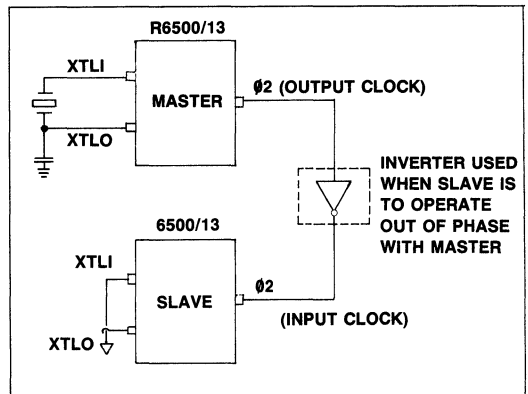 R6500/13
XTLI
MASTER
Ø2 (OUTPUT CLOCK)
XTLO
INVERTER USED
WHEN SLAVE IS
TO OPERATE
OUT OF PHASE
WITH MASTER
6500/13
XTLI
SLAVE
Ø2
(INPUT CLOCK)
XTLO